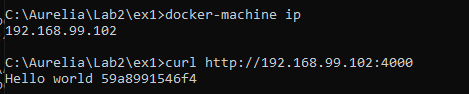 C:\Aurelia\Lab2\ex1>docker-machine ip
192.168.99.102
C:\Aurelia\Lab2\ex1>curl http://192.168.99.102:4000
Hello world 59a8991546f4